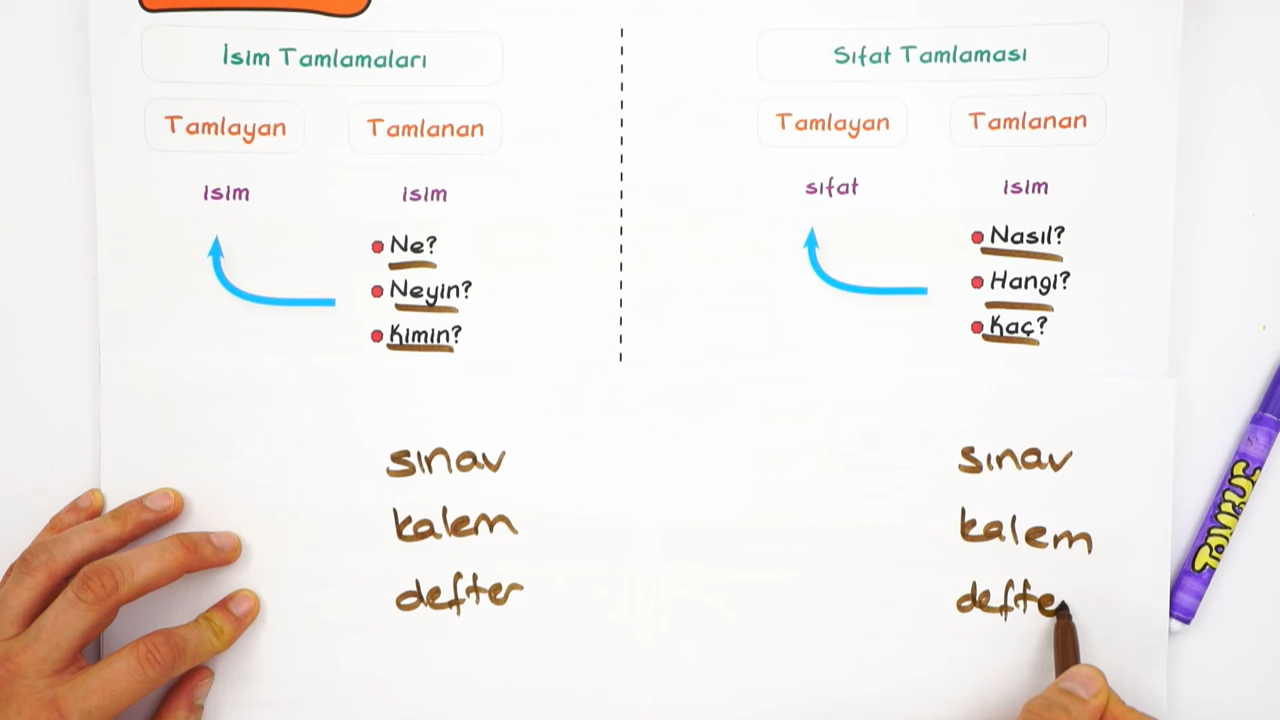 İsim Tamlamaları
Tamlayan Tamlanan
isim isim
Ne?
Neyin?
Kimin?
sınav
kalem
defter
Sıfat Tamlaması
Tamlayan Tamlanan
sıfat isim
Nasıl?
Hangi?
Kaç?
sınav
kalem
defte